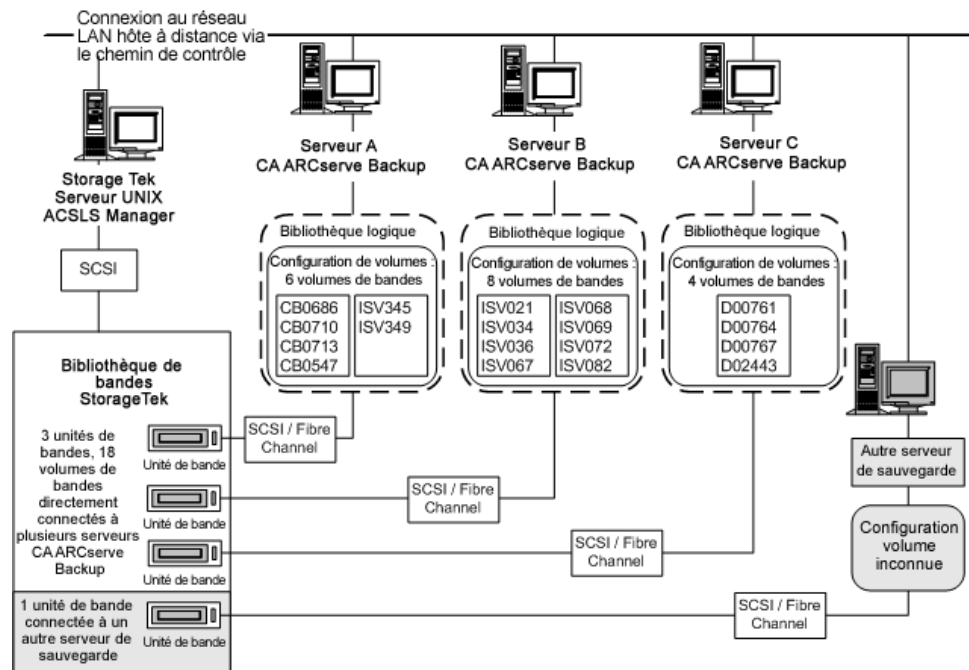 Connexion au réseau
LAN hôte à distance via
le chemin de contrôle
Storage Tek
Serveur UNIX
ACSLS Manager
SCSI
Serveur A
CA ARCserve Backup
Serveur B
CA ARCserve Backup
Serveur C
CA ARCserve Backup
Bibliothèque logique
Configuration de volumes :
6 volumes de bandes
CB0686
CB0710
CB0713
CB0547
ISV345
ISV349
Bibliothèque logique
Configuration de volumes :
8 volumes de bandes
ISV021
ISV034
ISV036
ISV067
ISV068
ISV069
ISV072
ISV082
Bibliothèque logique
Configuration de volumes :
4 volumes de bandes
D00761
D00764
D00767
D02443
Bibliothèque de
bandes
StorageTek
3 unités de
bandes, 18
volumes de
bandes
directement
connectés à
plusieurs serveurs
CA ARCserve
Backup
Unité de bande
Unité de bande
Unité de bande
1 unité de bande
connectée à un
autre serveur de
sauvegarde
Unité de bande
SCSI / Fibre
Channel
SCSI / Fibre
Channel
SCSI / Fibre
Channel
SCSI / Fibre
Channel
Autre serveur
de sauvegarde
Configuration
volume
inconnue